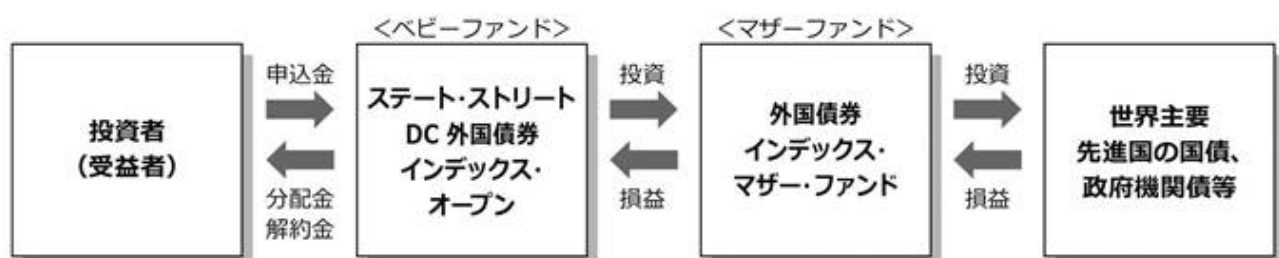 <ベビーファンド>
<マザーファンド>
投資者
(受益者)
申込金
分配金
解約金
ステート・ストリート
DC 外国債券
インデックス・
オープン
投資
損益
外国債券
インデックス・
マザー・ファンド
投資
損益
世界主要
先進国の国債、
政府機関債等